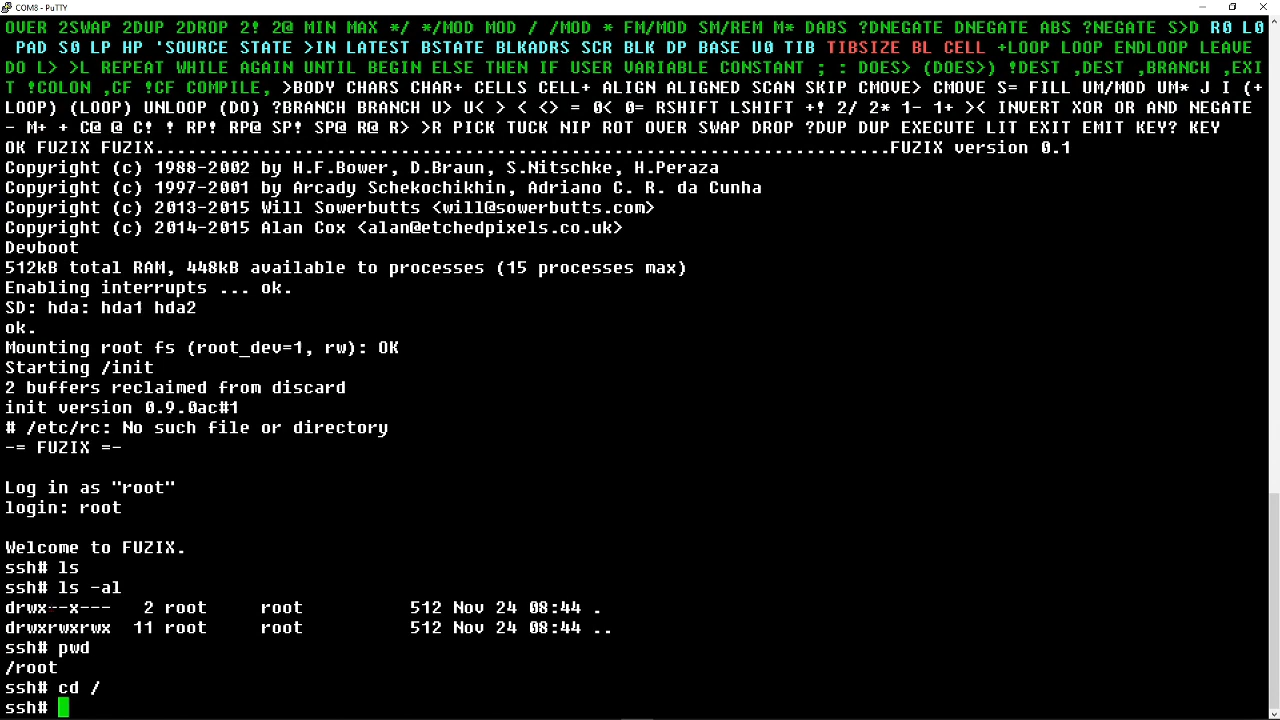 COM8 - PuTTY
OVER 2SWAP 2DUP 2DROP 2! 2@ MIN MAX */ */MOD MOD / /MOD * FM/MOD SM/REM M* DABS ?DNEGATE DNEGATE ABS ?NEGATE S>D R0 L0
PAD S0 LP HP 'SOURCE STATE >IN LATEST BSTATE BLKADRS SCR BLK DP BASE U0 TIB TIBSIZE BL CELL +LOOP LOOP ENDLOOP LEAVE
DO L> >L REPEAT WHILE AGAIN UNTIL BEGIN ELSE THEN IF USER VARIABLE CONSTANT ; : DOES> (DOES>) !DEST ,DEST ,BRANCH ,EXI
T !COLON ,CF !CF COMPILE, >BODY CHARS CHAR+ CELLS CELL+ ALIGN ALIGNED SCAN SKIP CMOVE> CMOVE S= FILL UM/MOD UM* J I (+
LOOP) (LOOP) UNLOOP (DO) ?BRANCH BRANCH U> U< > < <> = 0< 0= RSHIFT LSHIFT +! 2/ 2* 1- 1+ >< INVERT XOR OR AND NEGATE
- M+ + C@ @ C! ! RP! RP@ SP! SP@ R@ R> >R PICK TUCK NIP ROT OVER SWAP DROP ?DUP DUP EXECUTE LIT EXIT EMIT KEY? KEY
OK FUZIX FUZIX.....................................................................FUZIX version 0.1
Copyright (c) 1988-2002 by H.F.Bower, D.Braun, S.Nitschke, H.Peraza
Copyright (c) 1997-2001 by Arcady Schekochikhin, Adriano C. R. da Cunha
Copyright (c) 2013-2015 Will Sowerbutts <will@sowerbutts.com>
Copyright (c) 2014-2015 Alan Cox <alan@etchedpixels.co.uk>
Devboot
512kB total RAM, 448kB available to processes (15 processes max)
Enabling interrupts ... ok.
SD: hda: hda1 hda2
ok.
Mounting root fs (root_dev=1, rw): OK
Starting /init
2 buffers reclaimed from discard
init version 0.9.0ac#1
# /etc/rc: No such file or directory
-= FUZIX =-
Log in as "root"
login: root
Welcome to FUZIX.
ssh# ls
ssh# ls -al
drwx--x--- 2 root root 512 Nov 24 08:44 .
drwxrwxrwx 11 root root 512 Nov 24 08:44 ..
ssh# pwd
/root
ssh# cd /
ssh#